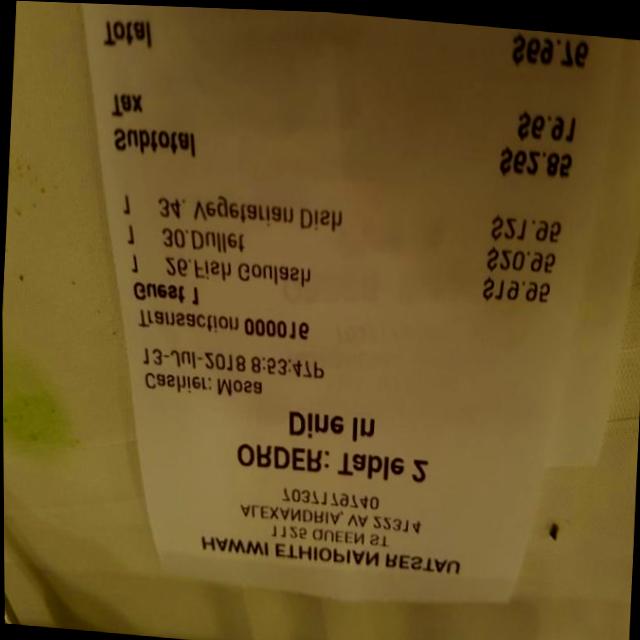 HAWWI ETHIOPIAN RESTAU
1125 QUEEN ST
ALEXANDRIA, VA 22314
7037179740
ORDER: Table 2
Dine In
Cashier: Mosa
13-Jul-2018 8:53:47P
Transaction 000016
Guest 1
1 26.Fish Goulash $19.95
1 30.Dullet $20.95
1 34. Vegetarian Dish $21.95
Subtotal $62.85
Tax $6.91
Total $69.76